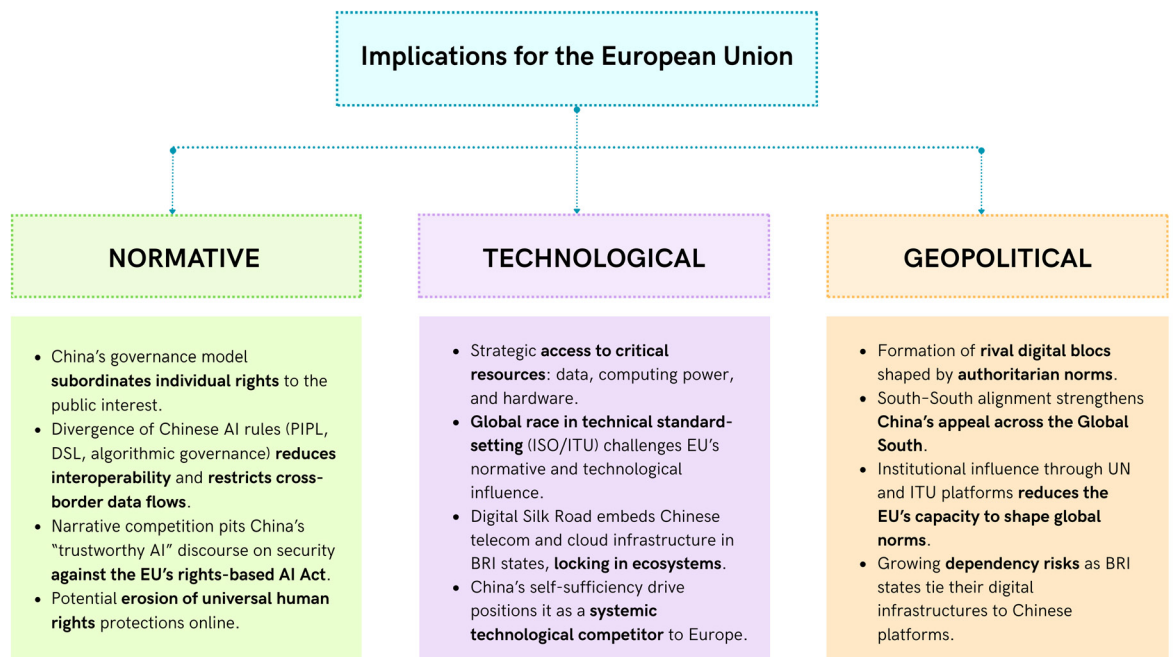 Implications for the European Union
NORMATIVE
• China’s governance model
subordinates individual rights to the
public interest.
• Divergence of Chinese AI rules (PIPL,
DSL, algorithmic governance) reduces
interoperability and restricts cross-
border data flows.
• Narrative competition pits China’s
“trustworthy AI” discourse on security
against the EU’s rights-based AI Act.
• Potential erosion of universal human
rights protections online.
TECHNOLOGICAL
• Strategic access to critical
resources: data, computing power,
and hardware.
• Global race in technical standard-
setting (ISO/ITU) challenges EU’s
normative and technological
influence.
• Digital Silk Road embeds Chinese
telecom and cloud infrastructure in
BRI states, locking in ecosystems.
• China’s self-sufficiency drive
positions it as a systemic
technological competitor to Europe.
GEOPOLITICAL
• Formation of rival digital blocs
shaped by authoritarian norms.
• South–South alignment strengthens
China’s appeal across the Global
South.
• Institutional influence through UN
and ITU platforms reduces the
EU’s capacity to shape global
norms.
• Growing dependency risks as BRI
states tie their digital
infrastructures to Chinese
platforms.